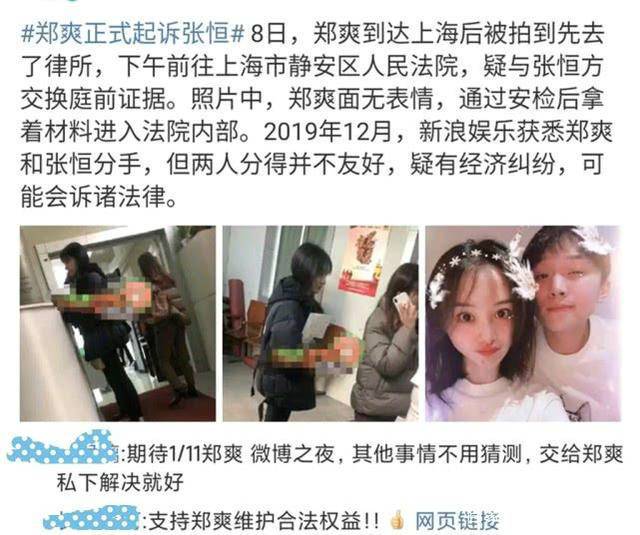 #郑爽正式起诉张恒# 8日，郑爽到达上海后被拍到先去
了律所，下午前往上海市静安区人民法院，疑与张恒方
交换庭前证据。照片中，郑爽面无表情，通过安检后拿
着材料进入法院内部。2019年12月，新浪娱乐获悉郑爽
和张恒分手，但两人分得并不友好，疑有经济纠纷，可
能会诉诸法律。
:期待1/11郑爽 微博之夜，其他事情不用猜测，交给郑爽
私下解决就好
:支持郑爽维护合法权益!! 👍 网页链接